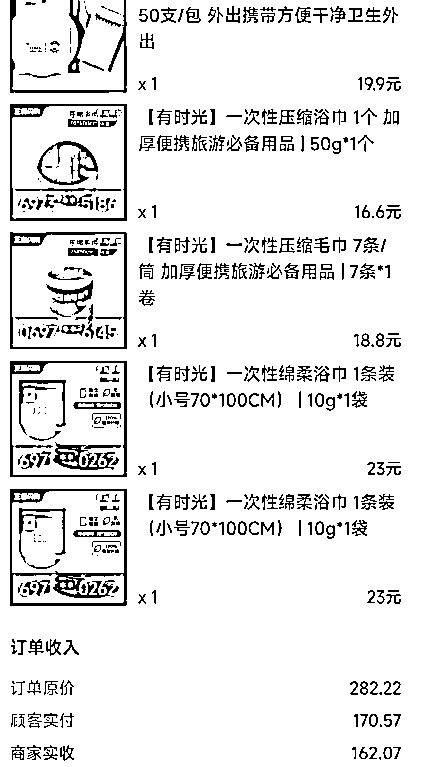 50支/包 外出携带方便干净卫生外
出
x 1
19.9元
【有时光】一次性压缩浴巾 1个 加
厚便携旅游必备用品 | 50g*1个
x 1
16.6元
【有时光】一次性压缩毛巾 7条/
筒 加厚便携旅游必备用品 | 7条*1
卷
x 1
18.8元
【有时光】一次性绵柔浴巾 1条装
（小号70*100CM） | 10g*1袋
697 0262
x 1
23元
【有时光】一次性绵柔浴巾 1条装
（小号70*100CM） | 10g*1袋
697 0262
x 1
23元
订单收入
订单原价
282.22
顾客实付
170.57
商家实收
162.07